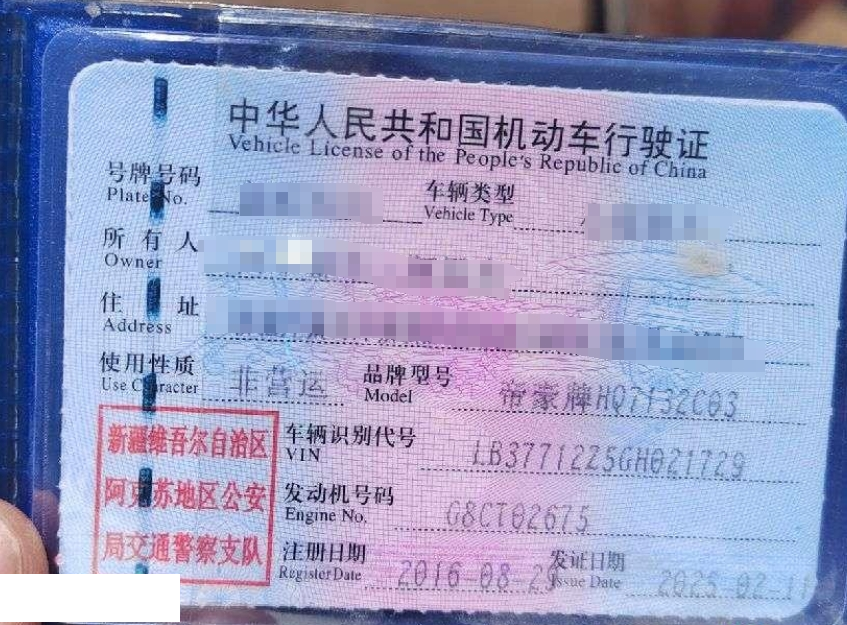 中华人民共和国机动车行驶证
Vehicle License of the People's Republic of China
号牌号码
Plate No.
车辆类型
Vehicle Type
所有人
Owner
住址
Address
使用性质
Use Character
非营运
品牌型号
Model
帝豪牌HQ7132C03
新疆维吾尔自治区
阿克苏地区公安
局交通警察支队
车辆识别代号
VIN
LB3771225GH021729
发动机号码
Engine No.
G8CT02675
注册日期
Register Date
2016-08-29
发证日期
Issue Date
2025-02-11